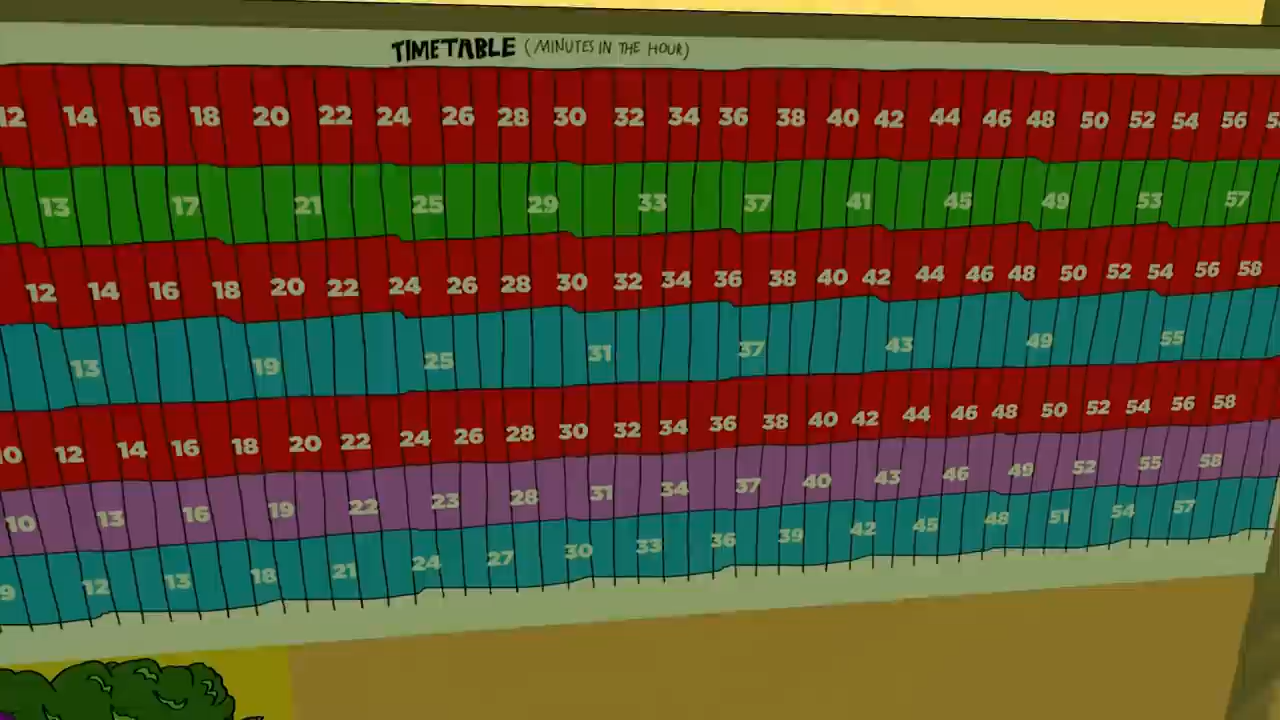 TIMETABLE (MINUTES IN THE HOUR)
12 14 16 18 20 22 24 26 28 30 32 34 36 38 40 42 44 46 48 50 52 54 56
13 17 21 25 29 33 37 41 45 49 53 57
12 14 16 18 20 22 24 26 28 30 32 34 36 38 40 42 44 46 48 50 52 54 56 58
13 19 25 31 37 43 49 55
12 14 16 18 20 22 24 26 28 30 32 34 36 38 40 42 44 46 48 50 52 54 56 58
10 13 16 19 22 23 28 31 34 37 40 43 46 49 52 55 58
9 12 13 18 21 24 27 30 33 36 39 42 45 48 51 54 57